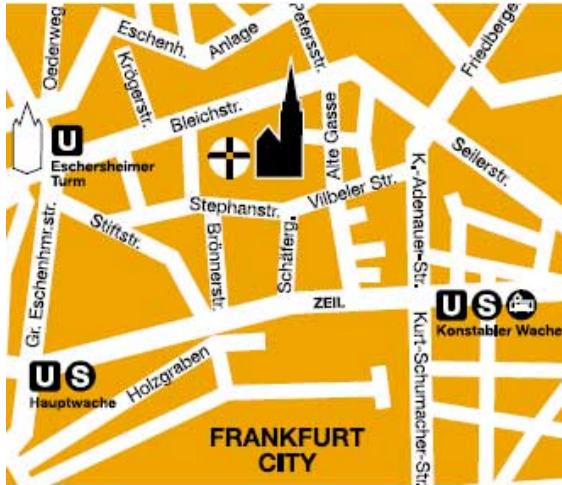 Oederweg
Eschenh.
Anlage
Petersstr.
Friedberger
Krögerstr.
Bleichstr.
Alte Gasse
U
Eschersheimer
Turm
Seilerstr.
Vilbeler Str.
K.-Adenauer-Str.
Stephanstr.
Stiftstr.
Brönnerstr.
Schäferg.
Gr. Eschenhmr.str.
ZEIL
U S
Konstabler Wache
U S
Hauptwache
Holzgraben
Kurt-Schumacher-Str.
FRANKFURT
CITY